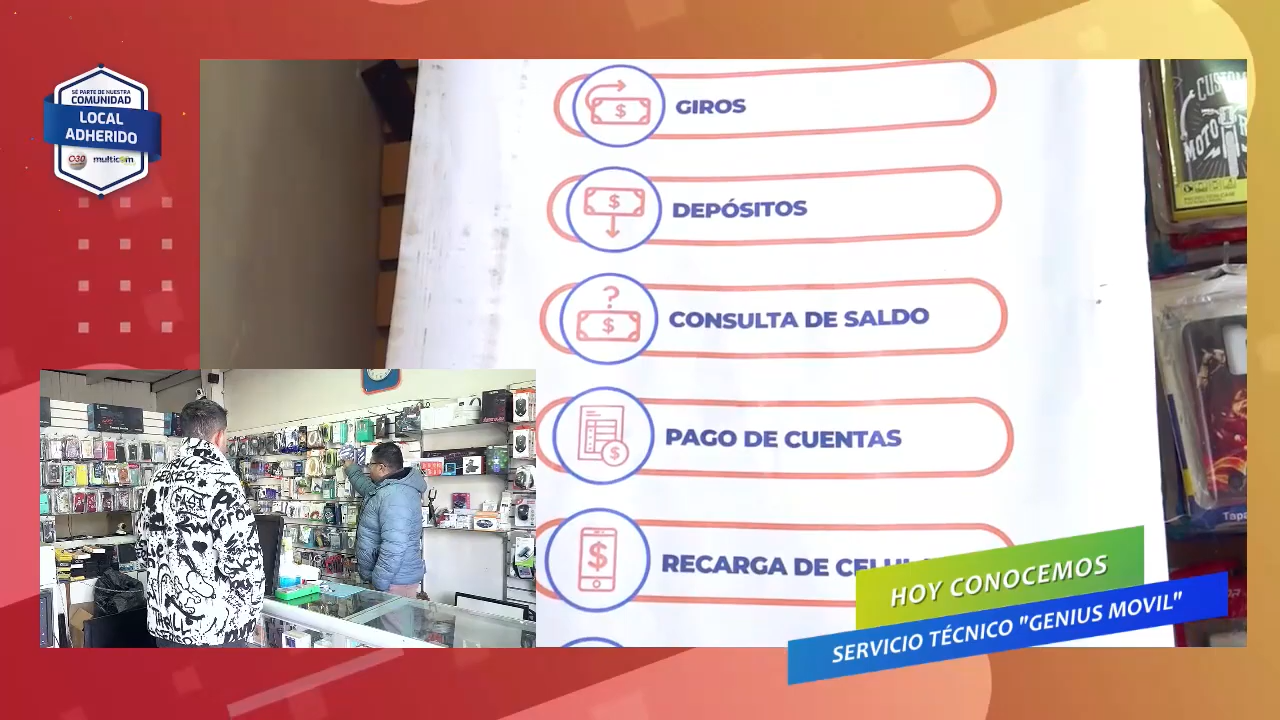 SÉ PARTE DE NUESTRA
COMUNIDAD
LOCAL
ADHERIDO
multicom
GIROS
DEPÓSITOS
CONSULTA DE SALDO
PAGO DE CUENTAS
RECARGA DE
CUSTOM
HOY CONOCEMOS
SERVICIO TÉCNICO "GENIUS MOVIL"